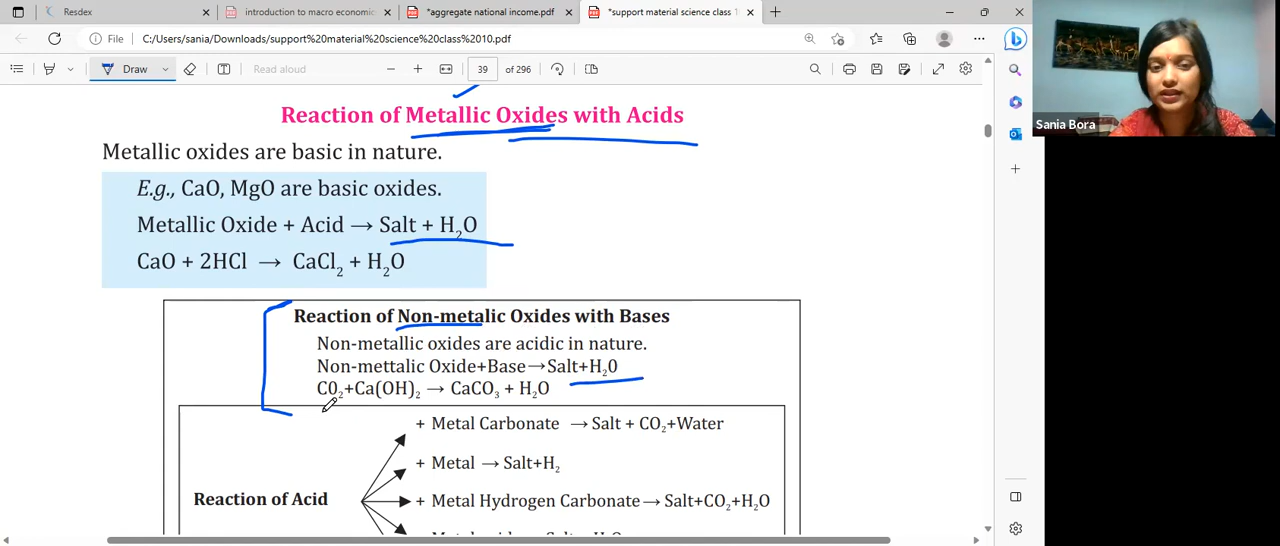 Resdex
introduction to macro economic
*aggregate national income.pdf
*support material science class 1
File
C:/Users/sania/Downloads/support%20material%20science%20class%2010.pdf
Draw
Read aloud
39
of 296
Sania Bora
Reaction of Metallic Oxides with Acids
Metallic oxides are basic in nature.
E.g., CaO, MgO are basic oxides.
Metallic Oxide + Acid → Salt + H₂O
CaO + 2HCl → CaCl₂ + H₂O
Reaction of Non-metalic Oxides with Bases
Non-metallic oxides are acidic in nature.
Non-mettalic Oxide+Base→Salt+H₂0
C0₂+Ca(OH)₂ → CaCO₃ + H₂O
+ Metal Carbonate → Salt + CO₂+Water
+ Metal → Salt+H₂
Reaction of Acid
+ Metal Hydrogen Carbonate → Salt+CO₂+H₂O